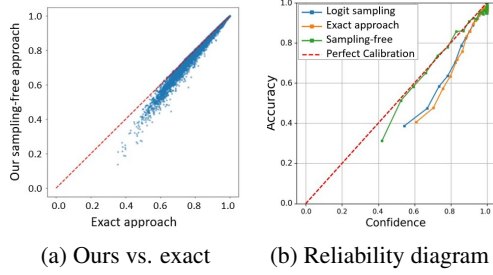 Our sampling-free approach
1.0
0.8
0.6
0.4
0.2
0.0
0.0 0.2 0.4 0.6 0.8 1.0
Exact approach
(a) Ours vs. exact
Accuracy
1.0
0.8
0.6
0.4
0.2
0.0
Logit sampling
Exact approach
Sampling-free
Perfect Calibration
0.0 0.2 0.4 0.6 0.8 1.0
Confidence
(b) Reliability diagram